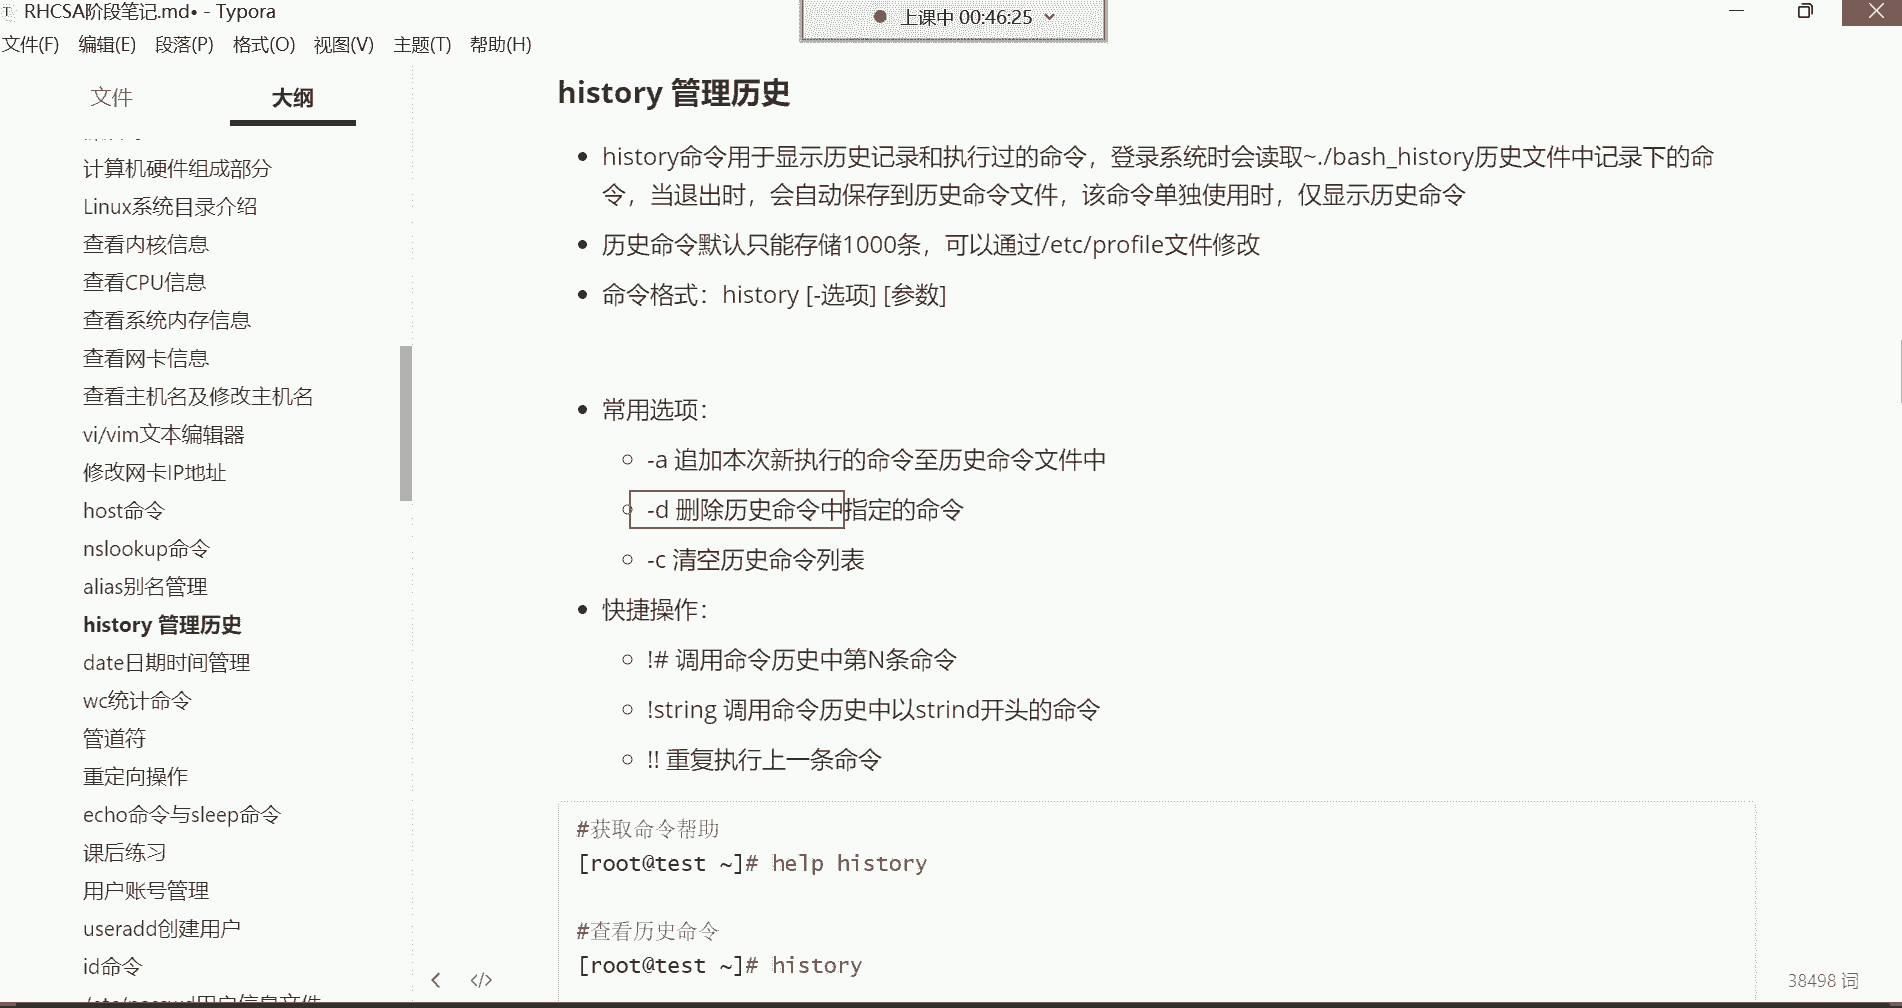 RHCSA阶段笔记.md• - Typora
上课中 00:46:25
文件(F) 编辑(E) 段落(P) 格式(O) 视图(V) 主题(T) 帮助(H)
文件 大纲
计算机硬件组成部分
Linux系统目录介绍
查看内核信息
查看CPU信息
查看系统内存信息
查看网卡信息
查看主机名及修改主机名
vi/vim文本编辑器
修改网卡IP地址
host命令
nslookup命令
alias别名管理
history 管理历史
date日期时间管理
wc统计命令
管道符
重定向操作
echo命令与sleep命令
课后练习
用户账号管理
useradd创建用户
id命令
/etc/passwd用户信息文件
history 管理历史
history命令用于显示历史记录和执行过的命令，登录系统时会读取~./bash_history历史文件中记录下的命
令，当退出时，会自动保存到历史命令文件，该命令单独使用时，仅显示历史命令
历史命令默认只能存储1000条，可以通过/etc/profile文件修改
命令格式：history [-选项] [参数]
常用选项：
-a 追加本次新执行的命令至历史命令文件中
-d 删除历史命令中指定的命令
-c 清空历史命令列表
快捷操作：
!# 调用命令历史中第N条命令
!string 调用命令历史中以strind开头的命令
!! 重复执行上一条命令
#获取命令帮助
[root@test ~]# help history
#查看历史命令
[root@test ~]# history
38498 词